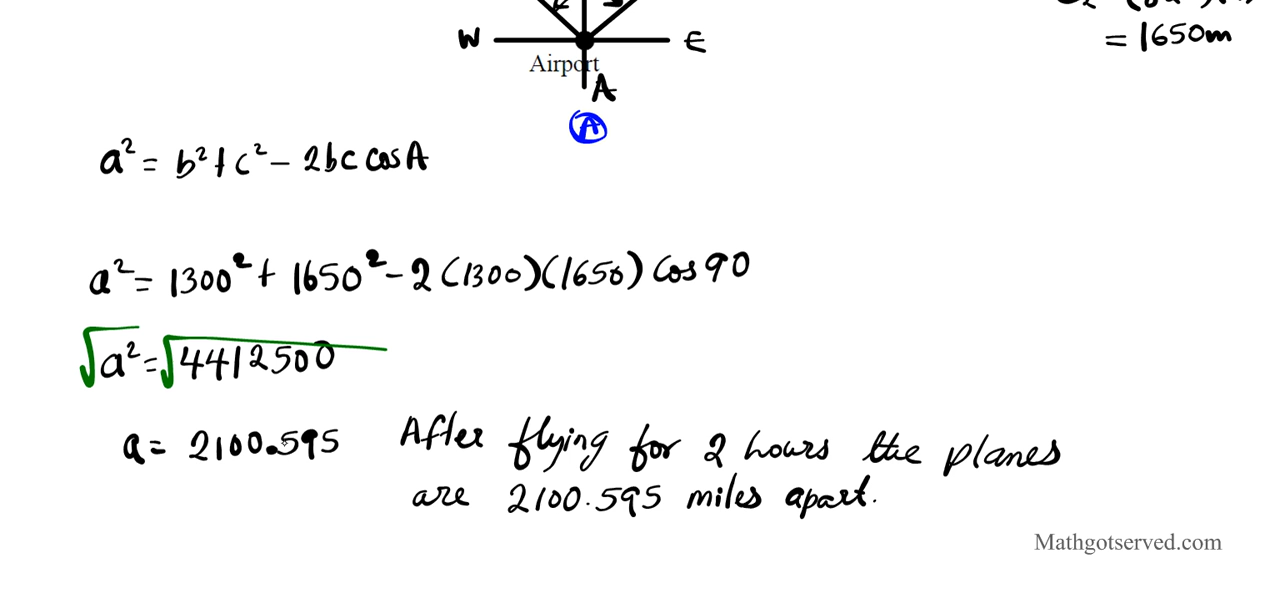 W E
= 1650m
Airport
A
A
a² = b² + c² - 2bc cos A
a² = 1300² + 1650² - 2(1300)(1650) Cos 90
√a² = √4412500
a = 2100.595 After flying for 2 hours the planes
are 2100.595 miles apart.
Mathgotserved.com